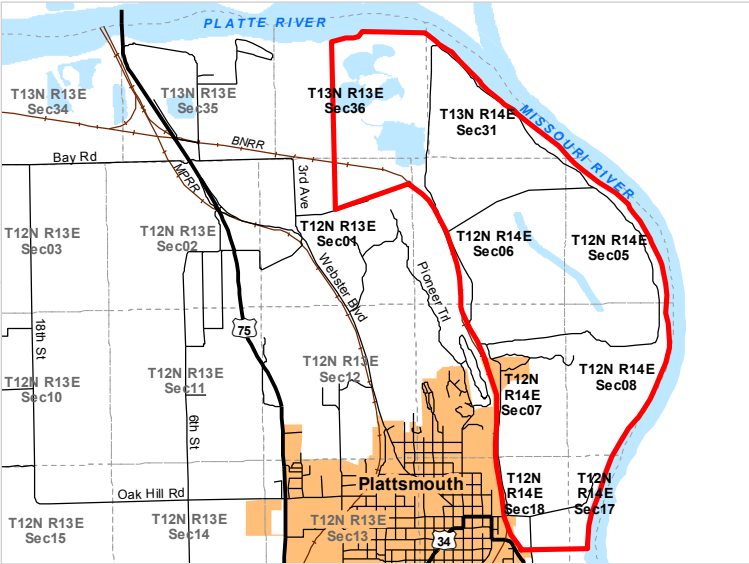 PLATTE RIVER
T13N R13E
Sec34
T13N R13E
Sec35
T13N R13E
Sec36
T13N R14E
Sec31
MISSOURI RIVER
BNRR
Bay Rd
MPRR
3rd Ave
T12N R13E
Sec03
T12N R13E
Sec02
T12N R13E
Sec01
T12N R14E
Sec06
T12N R14E
Sec05
Webster Blvd
Pioneer Trl
18th St
75
T12N R13E
Sec10
T12N R13E
Sec11
T12N R13E
Sec12
T12N
R14E
Sec07
T12N R14E
Sec08
6th St
Plattsmouth
Oak Hill Rd
T12N
R14E
Sec18
T12N
R14E
Sec17
T12N R13E
Sec15
T12N R13E
Sec14
T12N R13E
Sec13
34